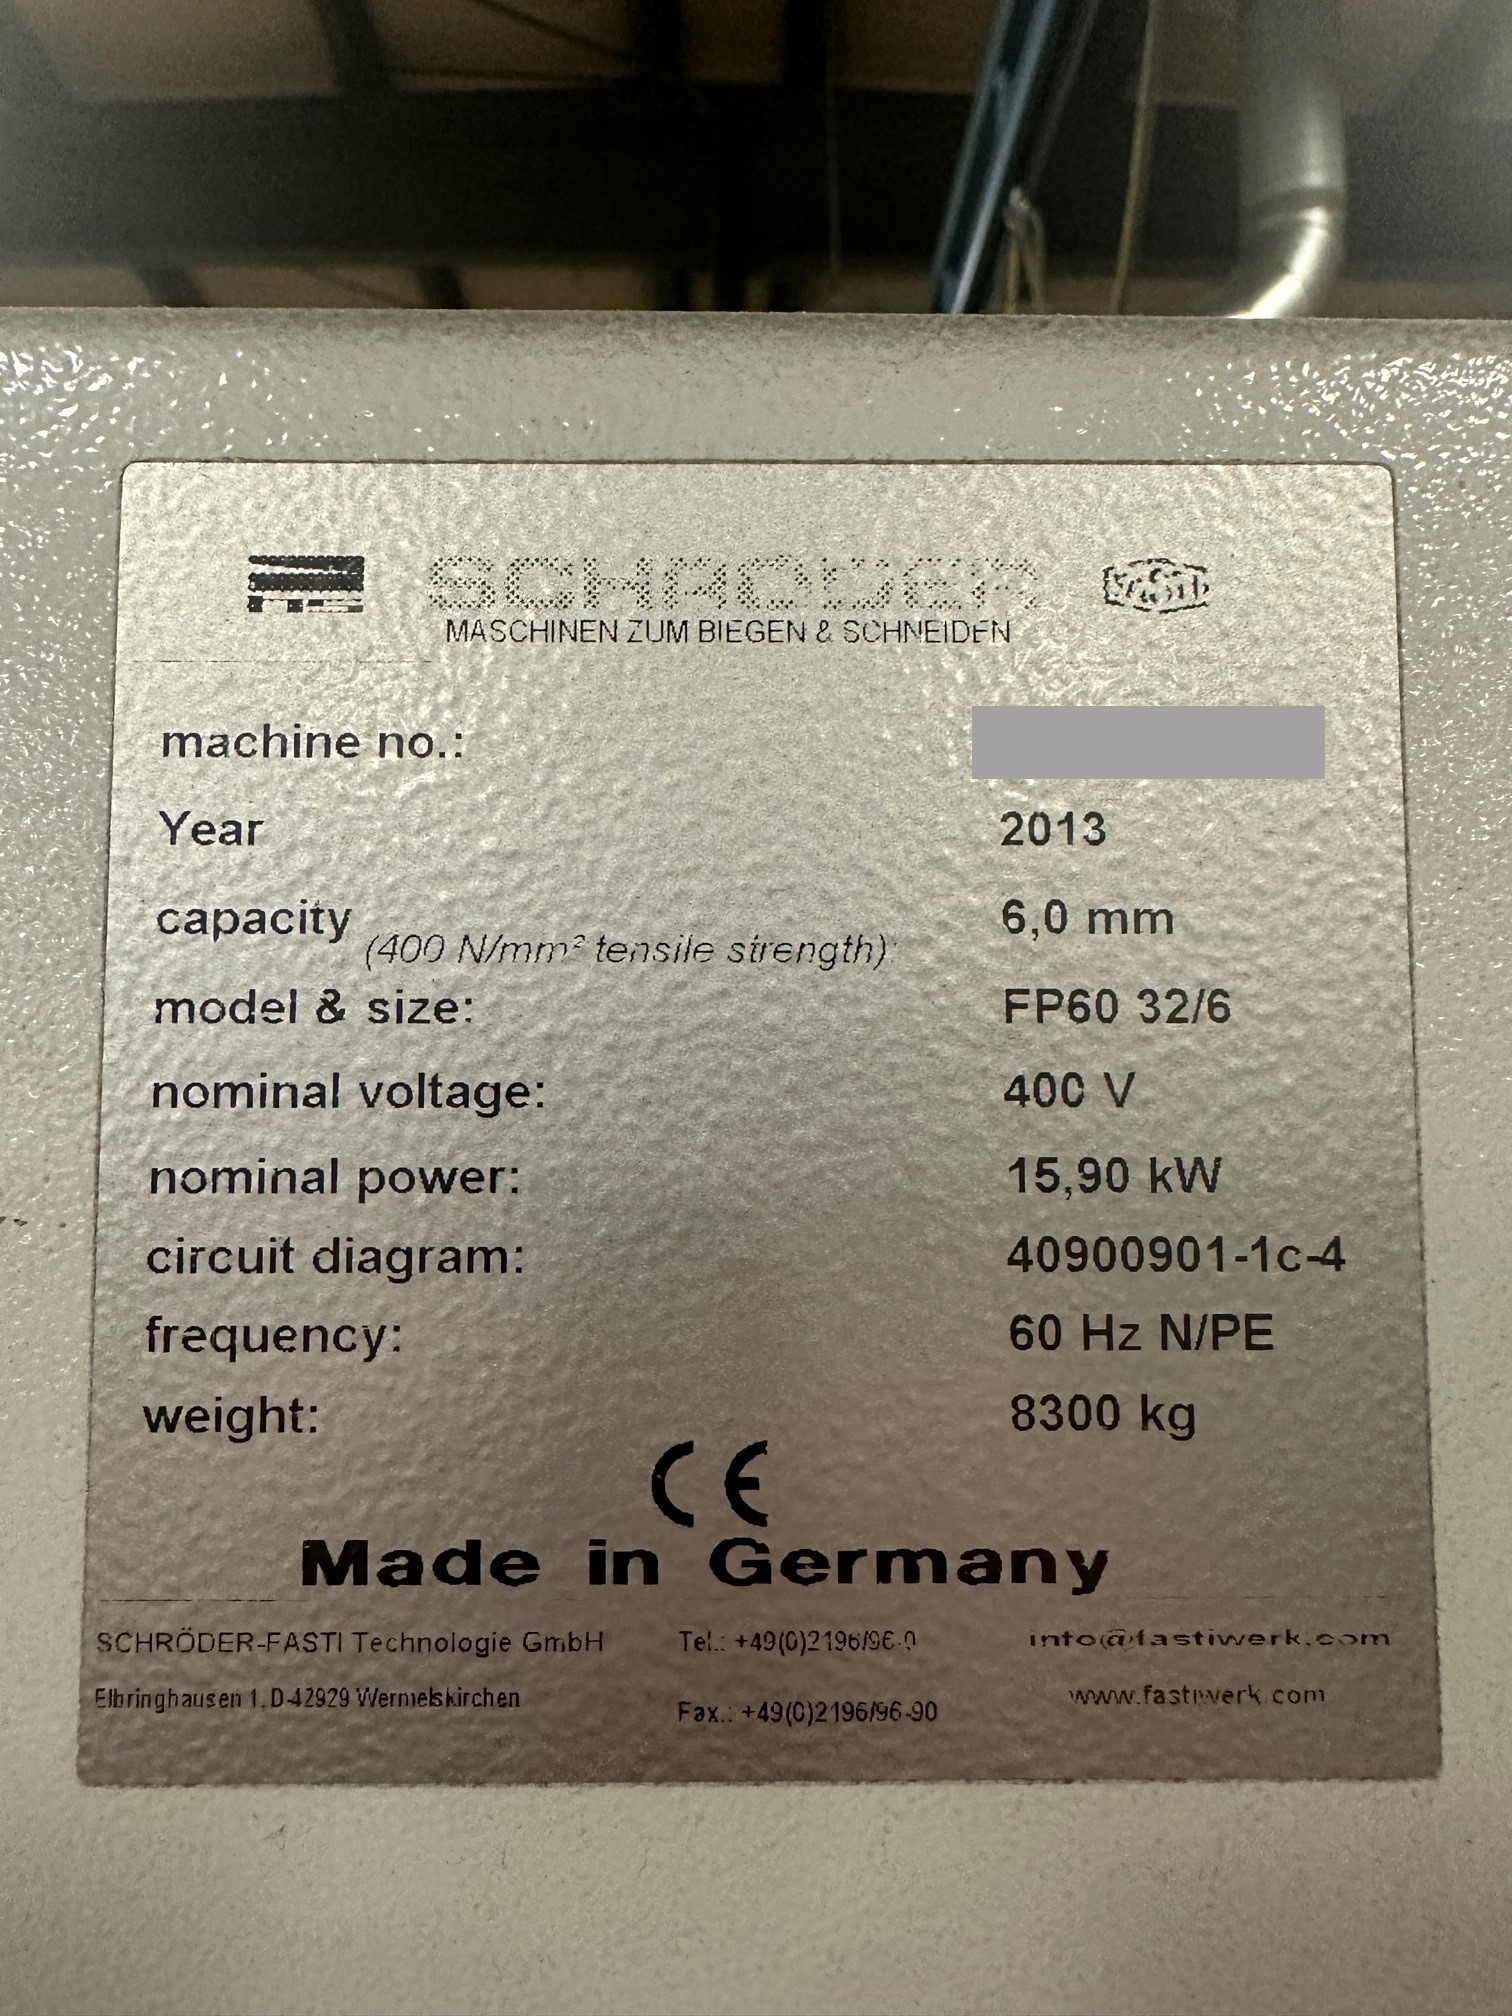 SCHRÖDER Fasti
MASCHINEN ZUM BIEGEN & SCHNEIDEN
machine no.:
Year 2013
capacity (400 N/mm² tensile strength): 6,0 mm
model & size: FP60 32/6
nominal voltage: 400 V
nominal power: 15,90 kW
circuit diagram: 40900901-1c-4
frequency: 60 Hz N/PE
weight: 8300 kg
CE
Made in Germany
SCHRÖDER-FASTI Technologie GmbH Tel.: +49(0)2196/96-0 info@fastiwerk.com
Elbringhausen 1, D-42929 Wermelskirchen Fax.: +49(0)2196/96-90 www.fastiwerk.com